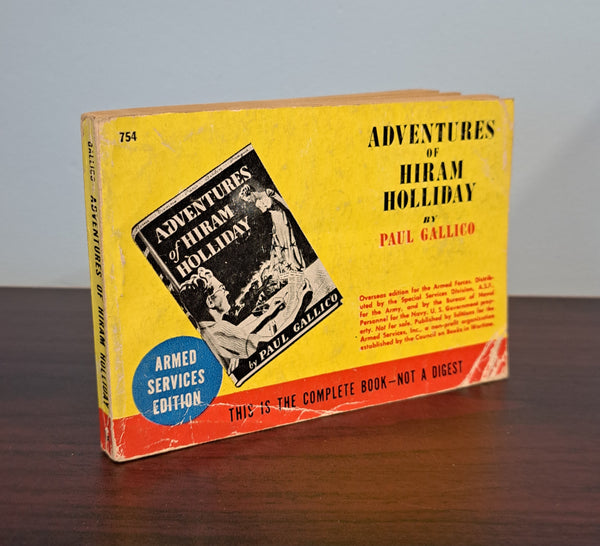 754
GALLICO
ADVENTURES OF HIRAM HOLLIDAY
ADVENTURES
OF
HIRAM
HOLLIDAY
BY
PAUL GALLICO
ADVENTURES
of HIRAM
HOLLIDAY
by PAUL GALLICO
Overseas edition for the Armed Forces. Distrib-
uted by the Special Services Division, A.S.F.,
for the Army, and by the Bureau of Naval
Personnel for the Navy. U. S. Government prop-
erty. Not for sale. Published by Editions for the
Armed Services, Inc., a non-profit organization
established by the Council on Books in Wartime.
ARMED
SERVICES
EDITION
THIS IS THE COMPLETE BOOK—NOT A DIGEST